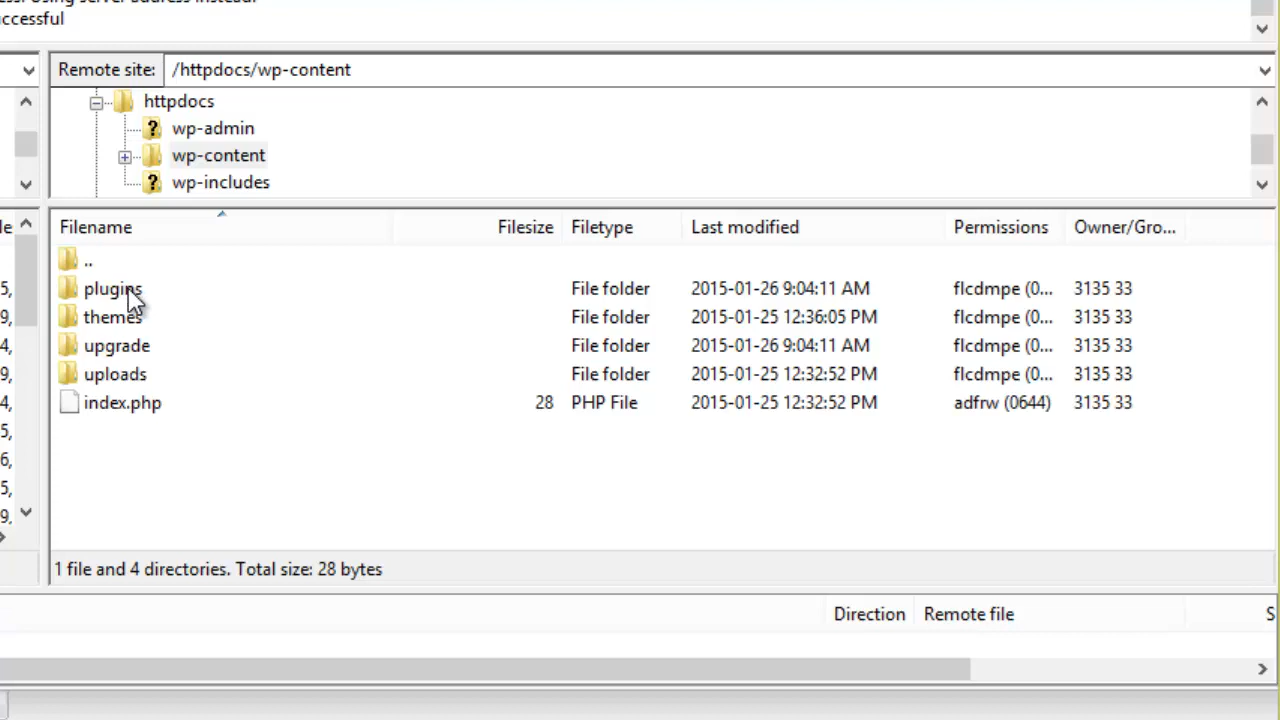 ccessful
Remote site: /httpdocs/wp-content
httpdocs
wp-admin
wp-content
wp-includes
Filename Filesize Filetype Last modified Permissions Owner/Gro...
..
plugins File folder 2015-01-26 9:04:11 AM flcdmpe (0... 3135 33
themes File folder 2015-01-25 12:36:05 PM flcdmpe (0... 3135 33
upgrade File folder 2015-01-26 9:04:11 AM flcdmpe (0... 3135 33
uploads File folder 2015-01-25 12:32:52 PM flcdmpe (0... 3135 33
index.php 28 PHP File 2015-01-25 12:32:52 PM adfrw (0644) 3135 33
1 file and 4 directories. Total size: 28 bytes
Direction Remote file S